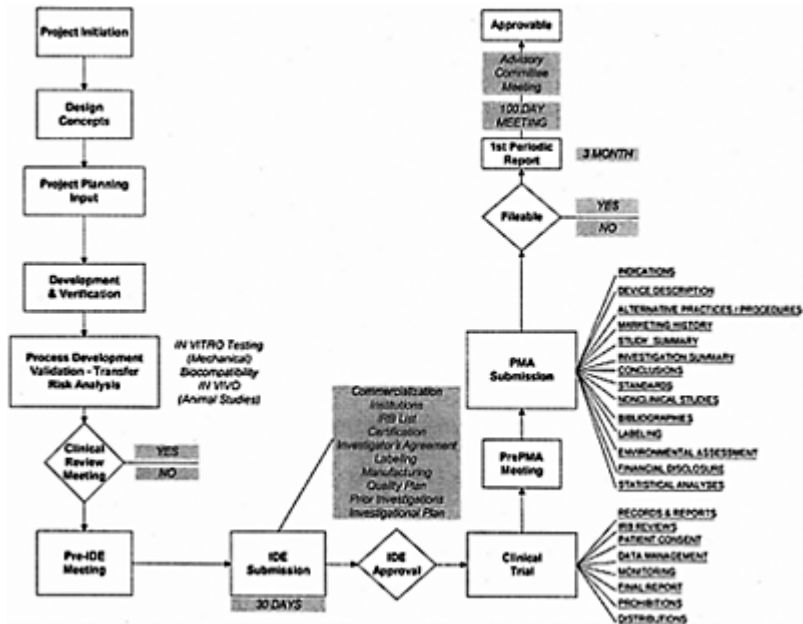 Project Initiation
Design
Concepts
Project Planning
Input
Development
& Verification
Process Development
Validation - Transfer
Risk Analysis
IN VITRO Testing
(Mechanical)
Biocompatibility
IN VIVO
(Animal Studies)
Clinical
Review
Meeting
YES
NO
Pre-IDE
Meeting
IDE
Submission
30 DAYS
Commercialization
Institutions
IRB List
Certification
Investigator's Agreement
Labeling
Manufacturing
Quality Plan
Prior Investigations
Investigational Plan
IDE
Approval
Clinical
Trial
RECORDS & REPORTS
IRB REVIEWS
PATIENT CONSENT
DATA MANAGEMENT
MONITORING
FINAL REPORT
PROHIBITIONS
DISTRIBUTIONS
PrePMA
Meeting
PMA
Submission
INDICATIONS
DEVICE DESCRIPTION
ALTERNATIVE PRACTICES / PROCEDURES
MARKETING HISTORY
STUDY SUMMARY
INVESTIGATION SUMMARY
CONCLUSIONS
STANDARDS
NONCLINICAL STUDIES
BIBLIOGRAPHIES
LABELING
ENVIRONMENTAL ASSESSMENT
FINANCIAL DISCLOSURE
STATISTICAL ANALYSES
Fileable
YES
NO
1st Periodic
Report
3 MONTH
100 DAY
MEETING
Advisory
Committee
Meeting
Approvable